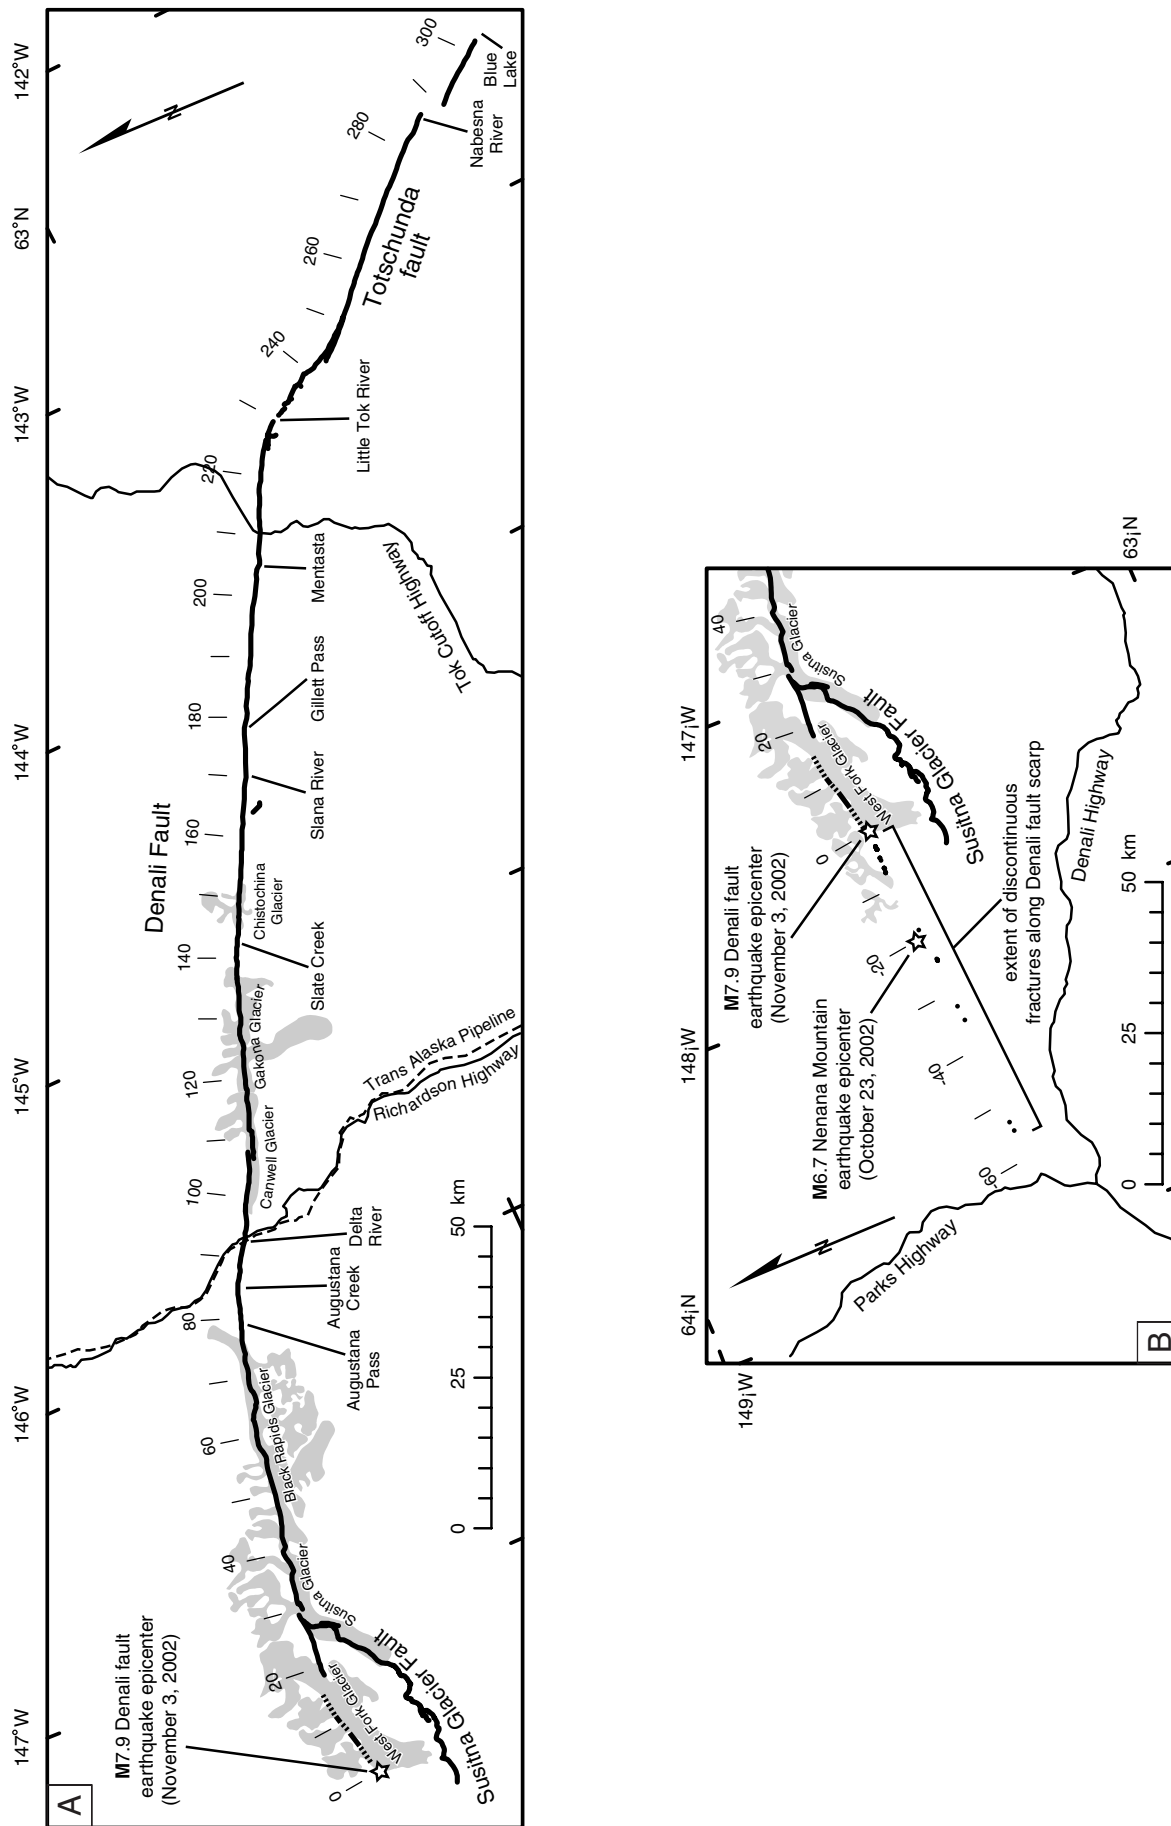 A
147°W
146°W
145°W
144°W
143°W
63°N
142°W
M7.9 Denali fault
earthquake epicenter
(November 3, 2002)
N
Denali Fault
0
20
40
60
80
100
120
140
160
180
200
220
240
260
280
300
West Fork Glacier
Susitna Glacier
Susitna
Susitna Glacier Fault
Black Rapids Glacier
Augustana
Pass
Augustana
Creek
Delta
River
Canwell Glacier
Gakona Glacier
Trans Alaska Pipeline
Richardson Highway
Slate Creek
Chistochina
Glacier
Slana River
Gillett Pass
Mentasta
Tok Cutoff Highway
Little Tok River
Totschunda
fault
Nabesna
River
Blue
Lake
0
25
50 km
B
149¡W
64¡N
148¡W
147¡W
63¡N
N
M7.9 Denali fault
earthquake epicenter
(November 3, 2002)
M6.7 Nenana Mountain
earthquake epicenter
(October 23, 2002)
-60
-40
-20
0
20
40
Parks Highway
West Fork Glacier
Susitna Glacier
Susitna
Susitna Glacier Fault
extent of discontinuous
fractures along Denali fault scarp
Denali Highway
0
25
50 km